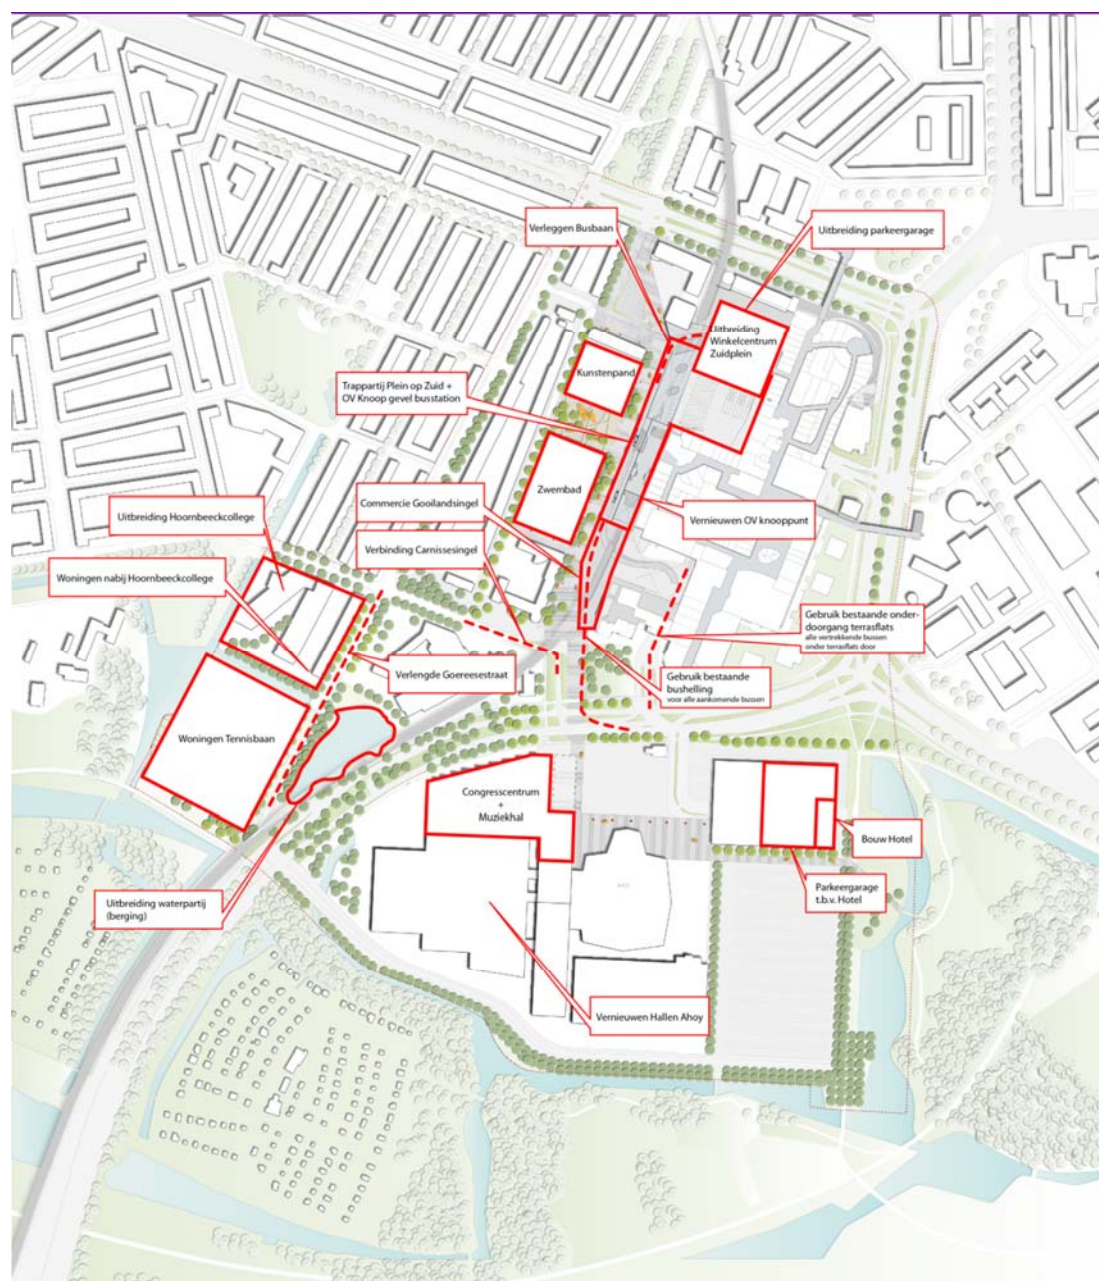 Verleggen Busbaan
Uitbreiding parkeergarage
Uitbreiding
Winkelcentrum
Zuidplein
Kunstenpand
Trappartij Plein op Zuid +
OV Knoop gevel busstation
Zwembad
Commercie Gooilandsingel
Vernieuwen OV knooppunt
Uitbreiding Hoornbeeckcollege
Verbinding Carnissesingel
Woningen nabij Hoornbeeckcollege
Gebruik bestaande onder-
doorgang terrasflats
alle vertrekkende bussen
onder terrasflats door
Verlengde Goereesestraat
Gebruik bestaande
bushelling
voor alle aankomende bussen
Woningen Tennisbaan
Congresscentrum
+
Muziekhal
Bouw Hotel
Parkeergarage
t.b.v. Hotel
Uitbreiding waterpartij
(berging)
Vernieuwen Hallen Ahoy